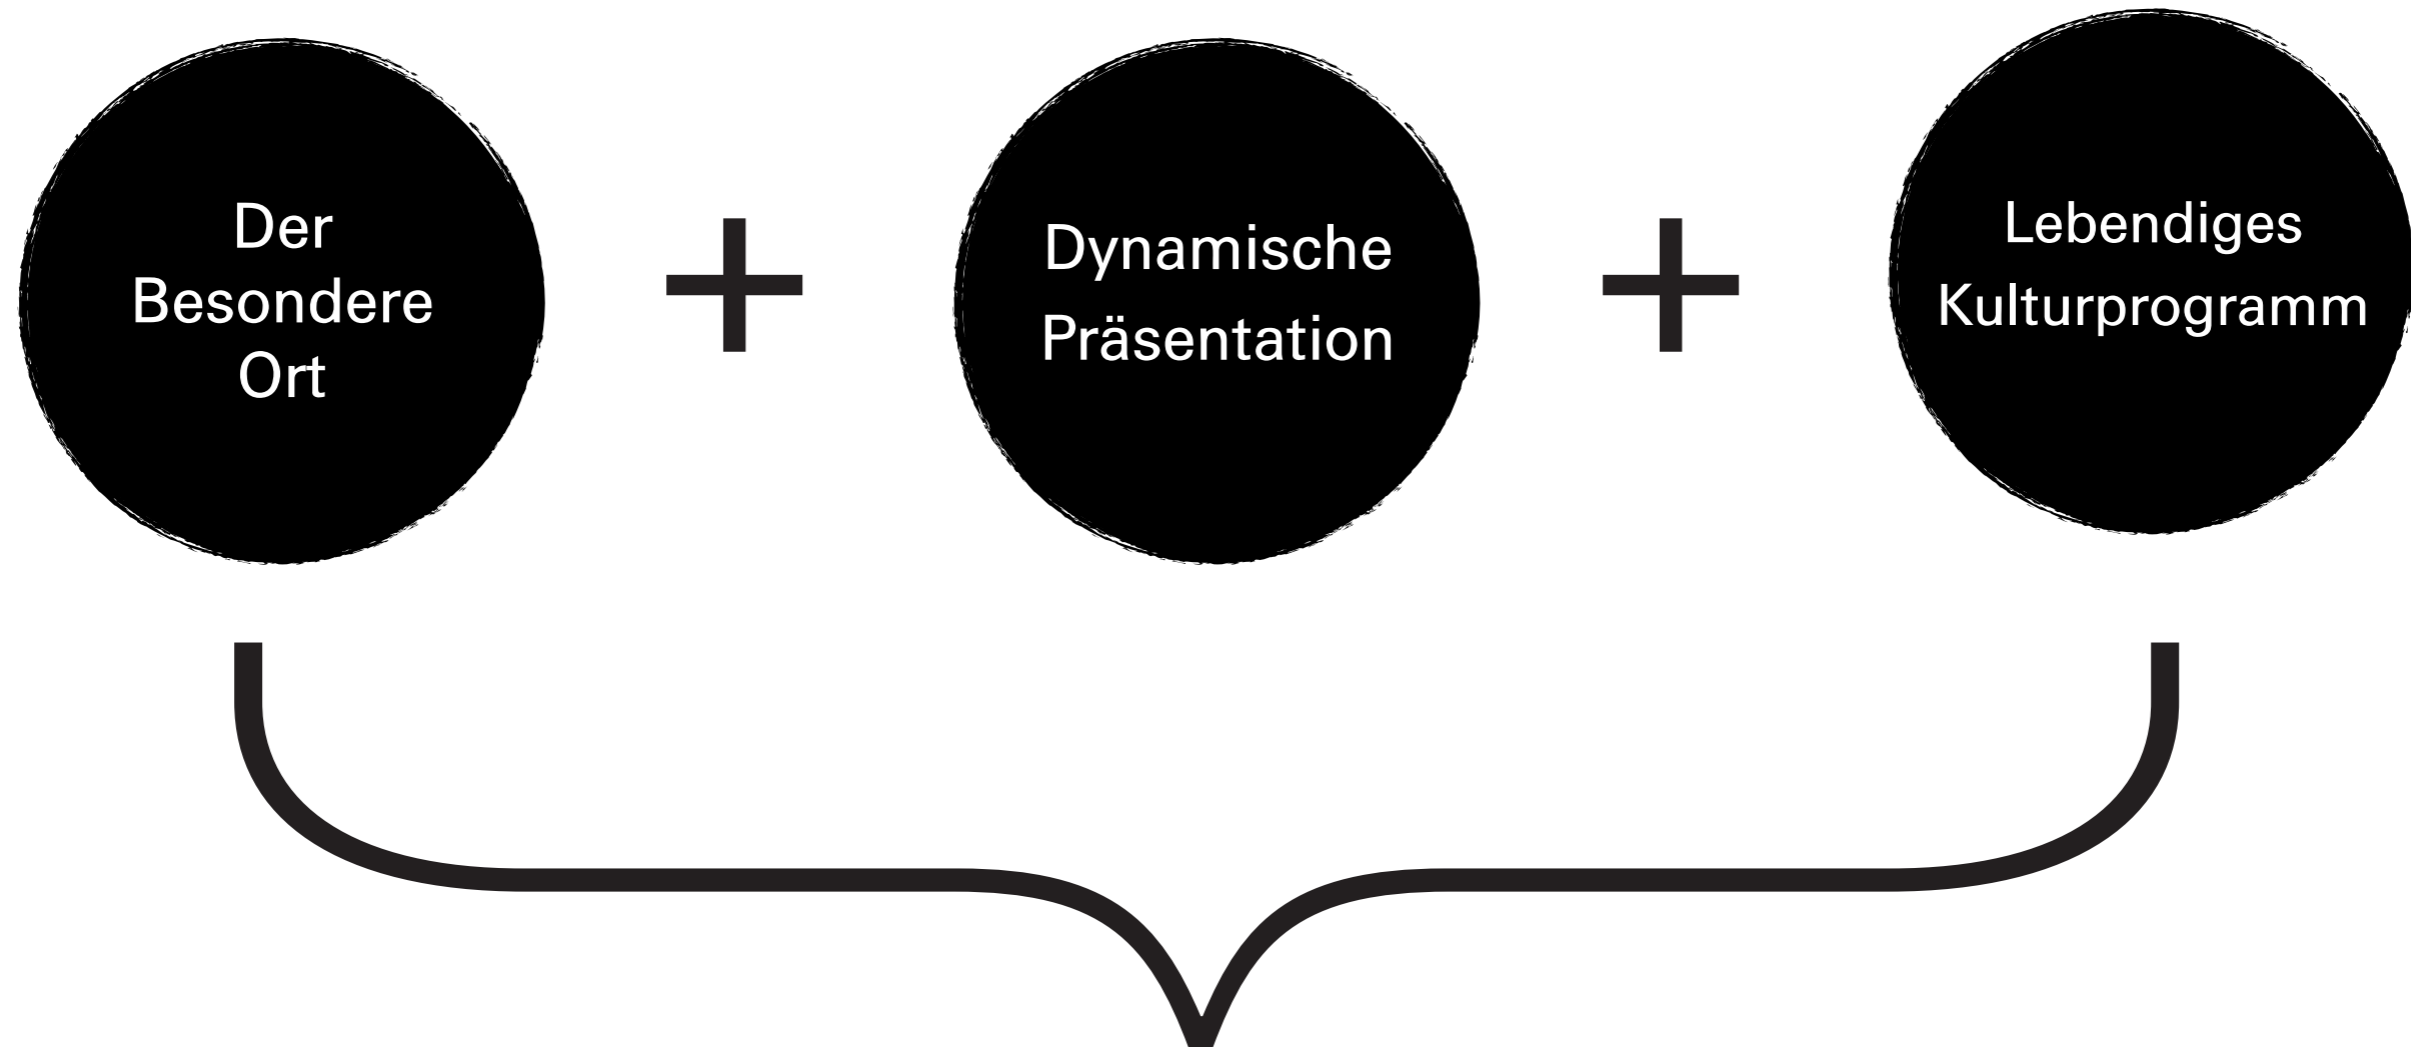 Der
Besondere
Ort
+
Dynamische
Präsentation
+
Lebendiges
Kulturprogramm